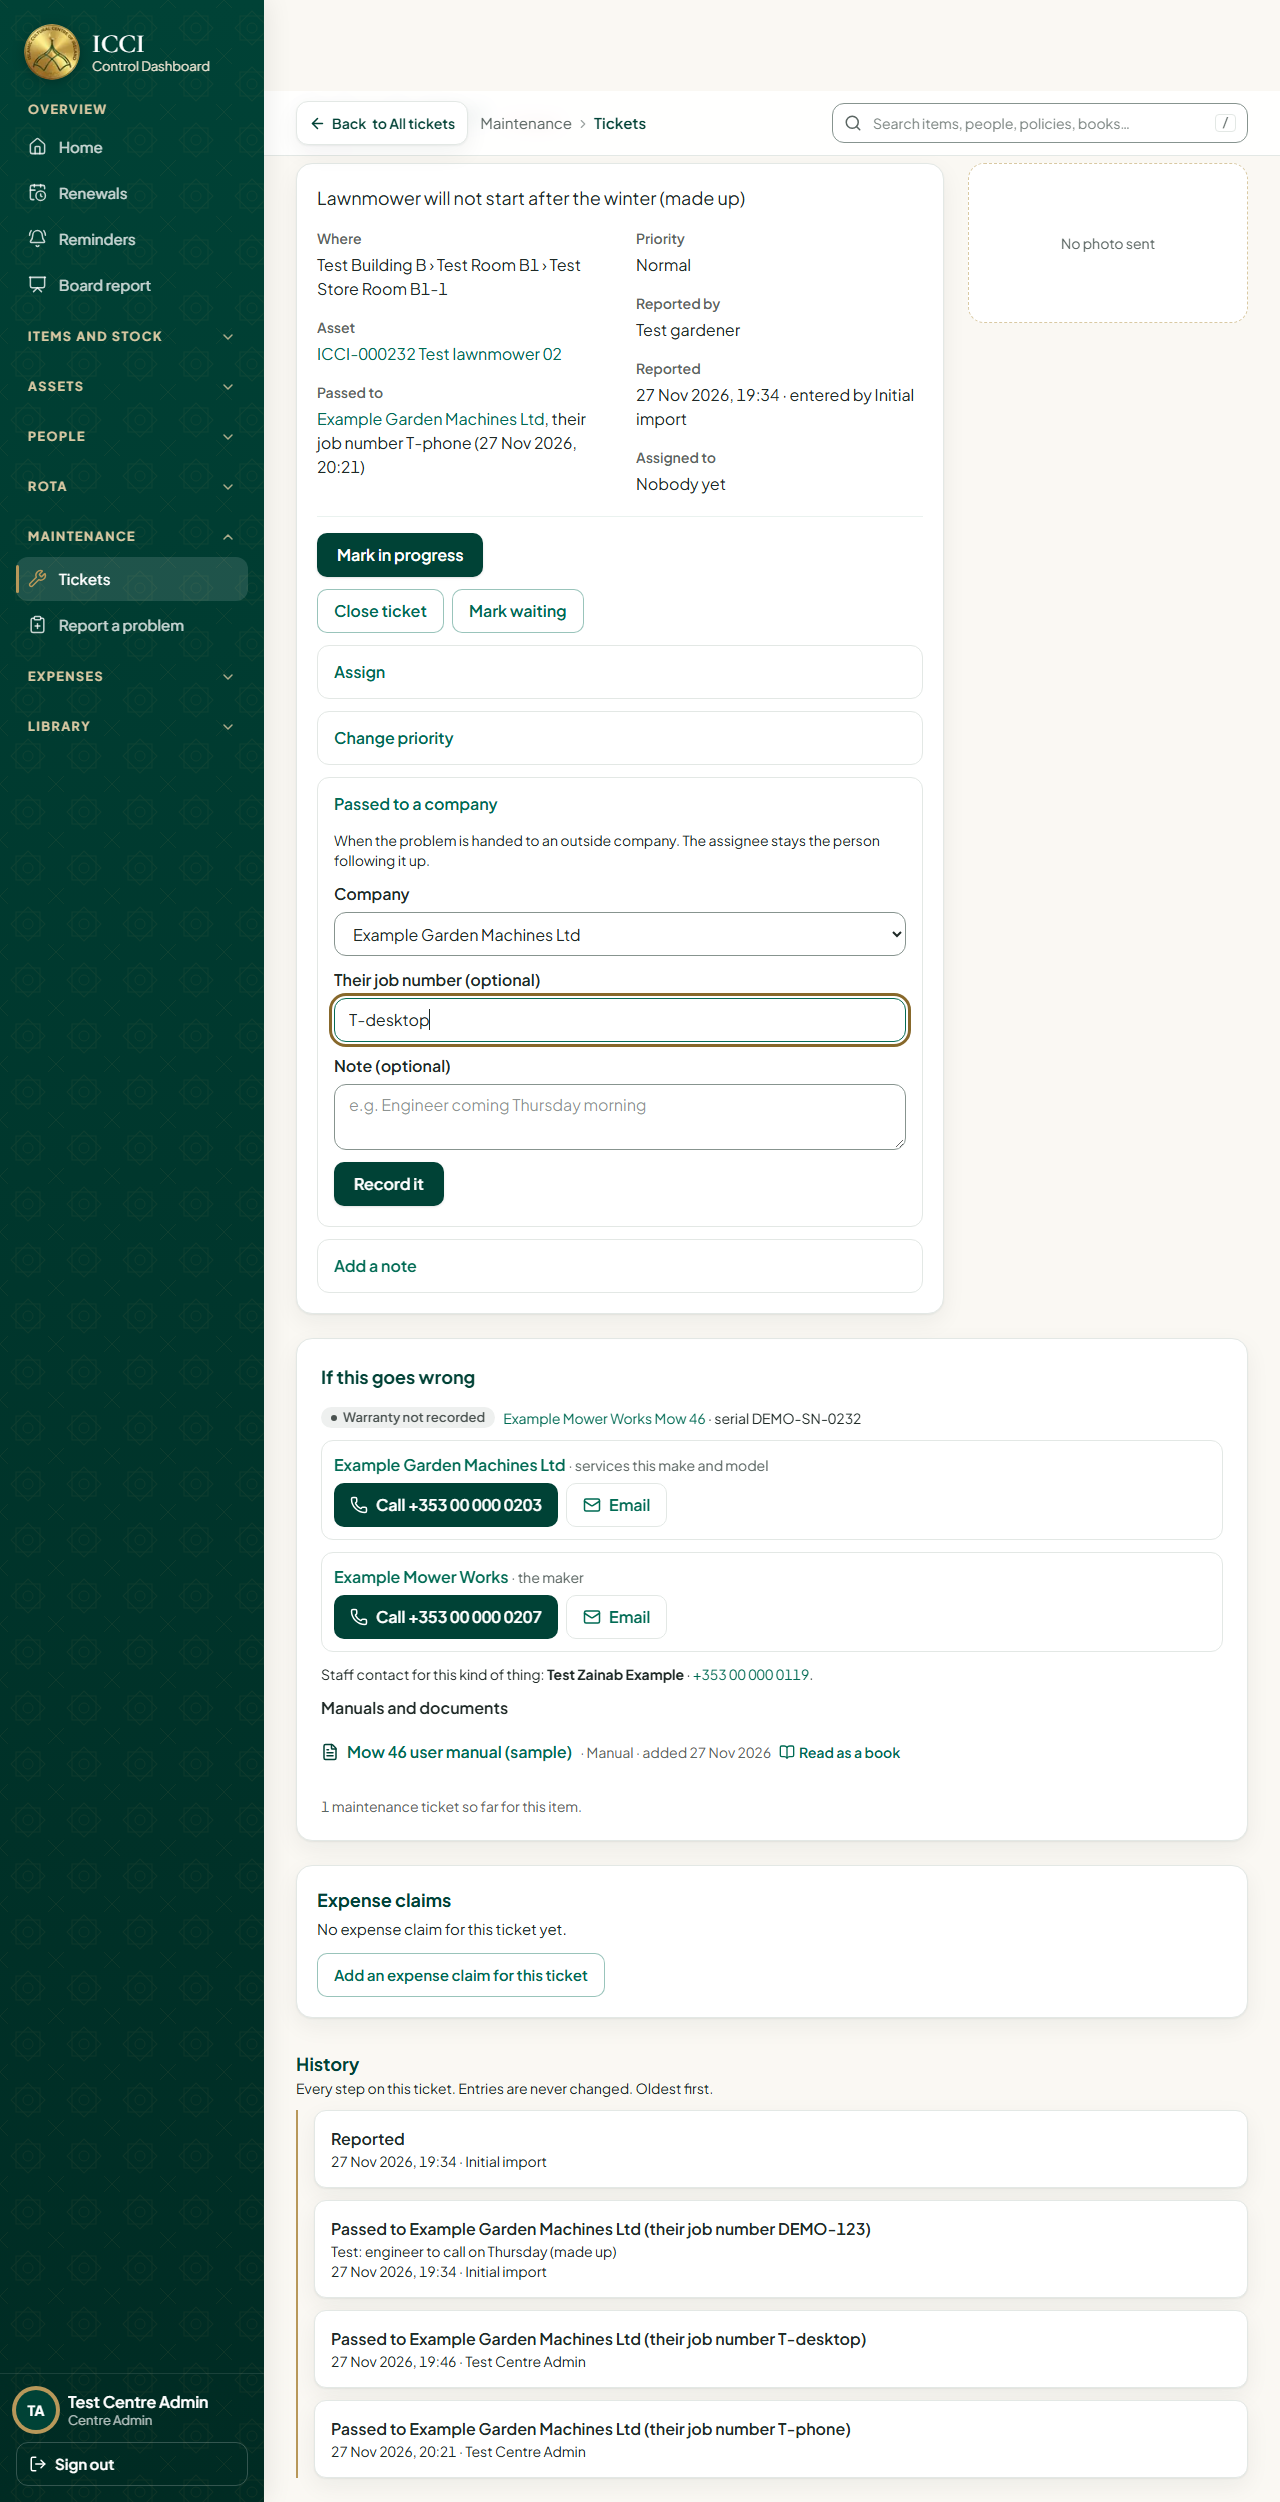 ICCI
Control Dashboard
OVERVIEW
Home
Renewals
Reminders
Board report
ITEMS AND STOCK
ASSETS
PEOPLE
ROTA
MAINTENANCE
Tickets
Report a problem
EXPENSES
LIBRARY
TA
Test Centre Admin
Centre Admin
Sign out
Back to All tickets
Maintenance › Tickets
Search items, people, policies, books…
/
Lawnmower will not start after the winter (made up)
Where
Test Building B › Test Room B1 › Test
Store Room B1-1
Asset
ICCI-000232 Test lawnmower 02
Passed to
Example Garden Machines Ltd, their
job number T-phone (27 Nov 2026,
20:21)
Priority
Normal
Reported by
Test gardener
Reported
27 Nov 2026, 19:34 · entered by Initial
import
Assigned to
Nobody yet
No photo sent
Mark in progress
Close ticket
Mark waiting
Assign
Change priority
Passed to a company
When the problem is handed to an outside company. The assignee stays the person
following it up.
Company
Example Garden Machines Ltd
Their job number (optional)
T-desktop
Note (optional)
e.g. Engineer coming Thursday morning
Record it
Add a note
If this goes wrong
Warranty not recorded Example Mower Works Mow 46 · serial DEMO-SN-0232
Example Garden Machines Ltd · services this make and model
Call +353 00 000 0203
Email
Example Mower Works · the maker
Call +353 00 000 0207
Email
Staff contact for this kind of thing: Test Zainab Example · +353 00 000 0119.
Manuals and documents
Mow 46 user manual (sample) · Manual · added 27 Nov 2026 Read as a book
1 maintenance ticket so far for this item.
Expense claims
No expense claim for this ticket yet.
Add an expense claim for this ticket
History
Every step on this ticket. Entries are never changed. Oldest first.
Reported
27 Nov 2026, 19:34 · Initial import
Passed to Example Garden Machines Ltd (their job number DEMO-123)
Test: engineer to call on Thursday (made up)
27 Nov 2026, 19:34 · Initial import
Passed to Example Garden Machines Ltd (their job number T-desktop)
27 Nov 2026, 19:46 · Test Centre Admin
Passed to Example Garden Machines Ltd (their job number T-phone)
27 Nov 2026, 20:21 · Test Centre Admin